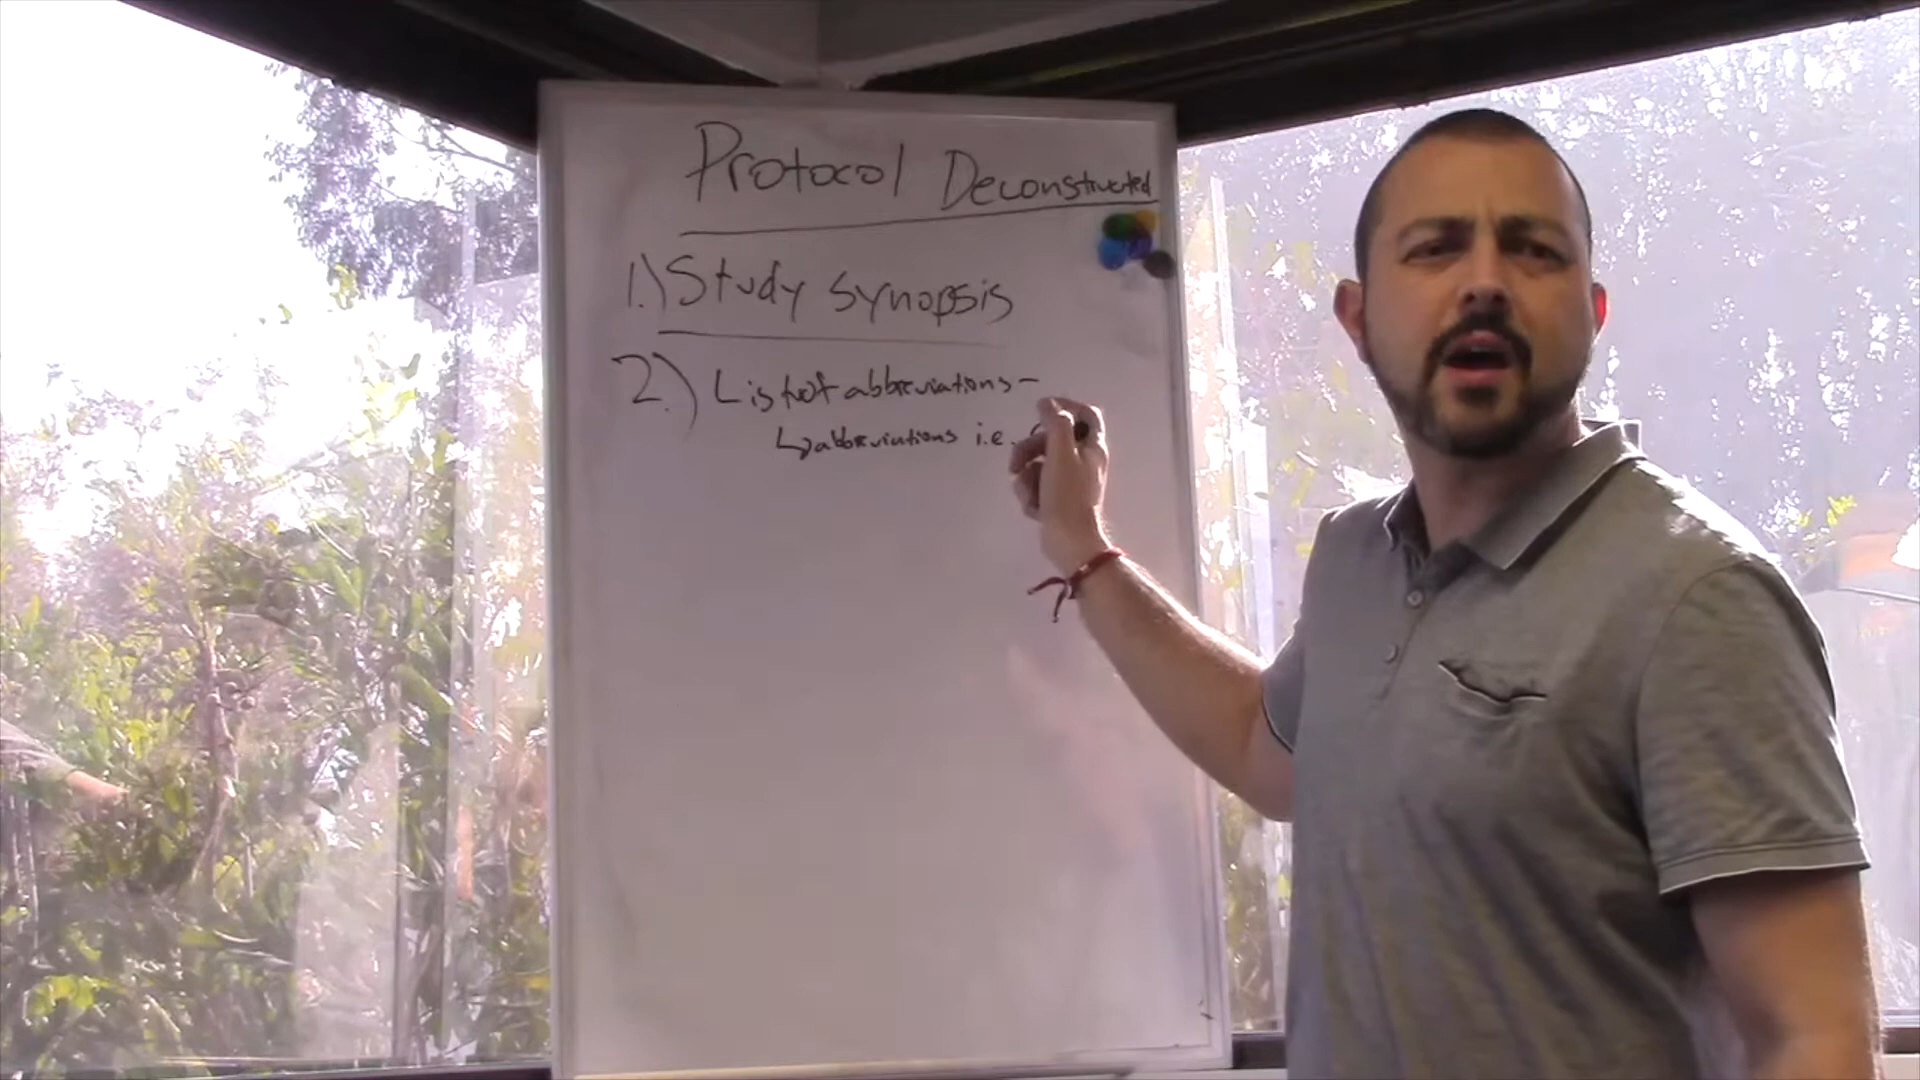 Protocol Deconstructed
1.) Study synopsis
2.) List of abbreviations -
↳ abbreviations i.e.